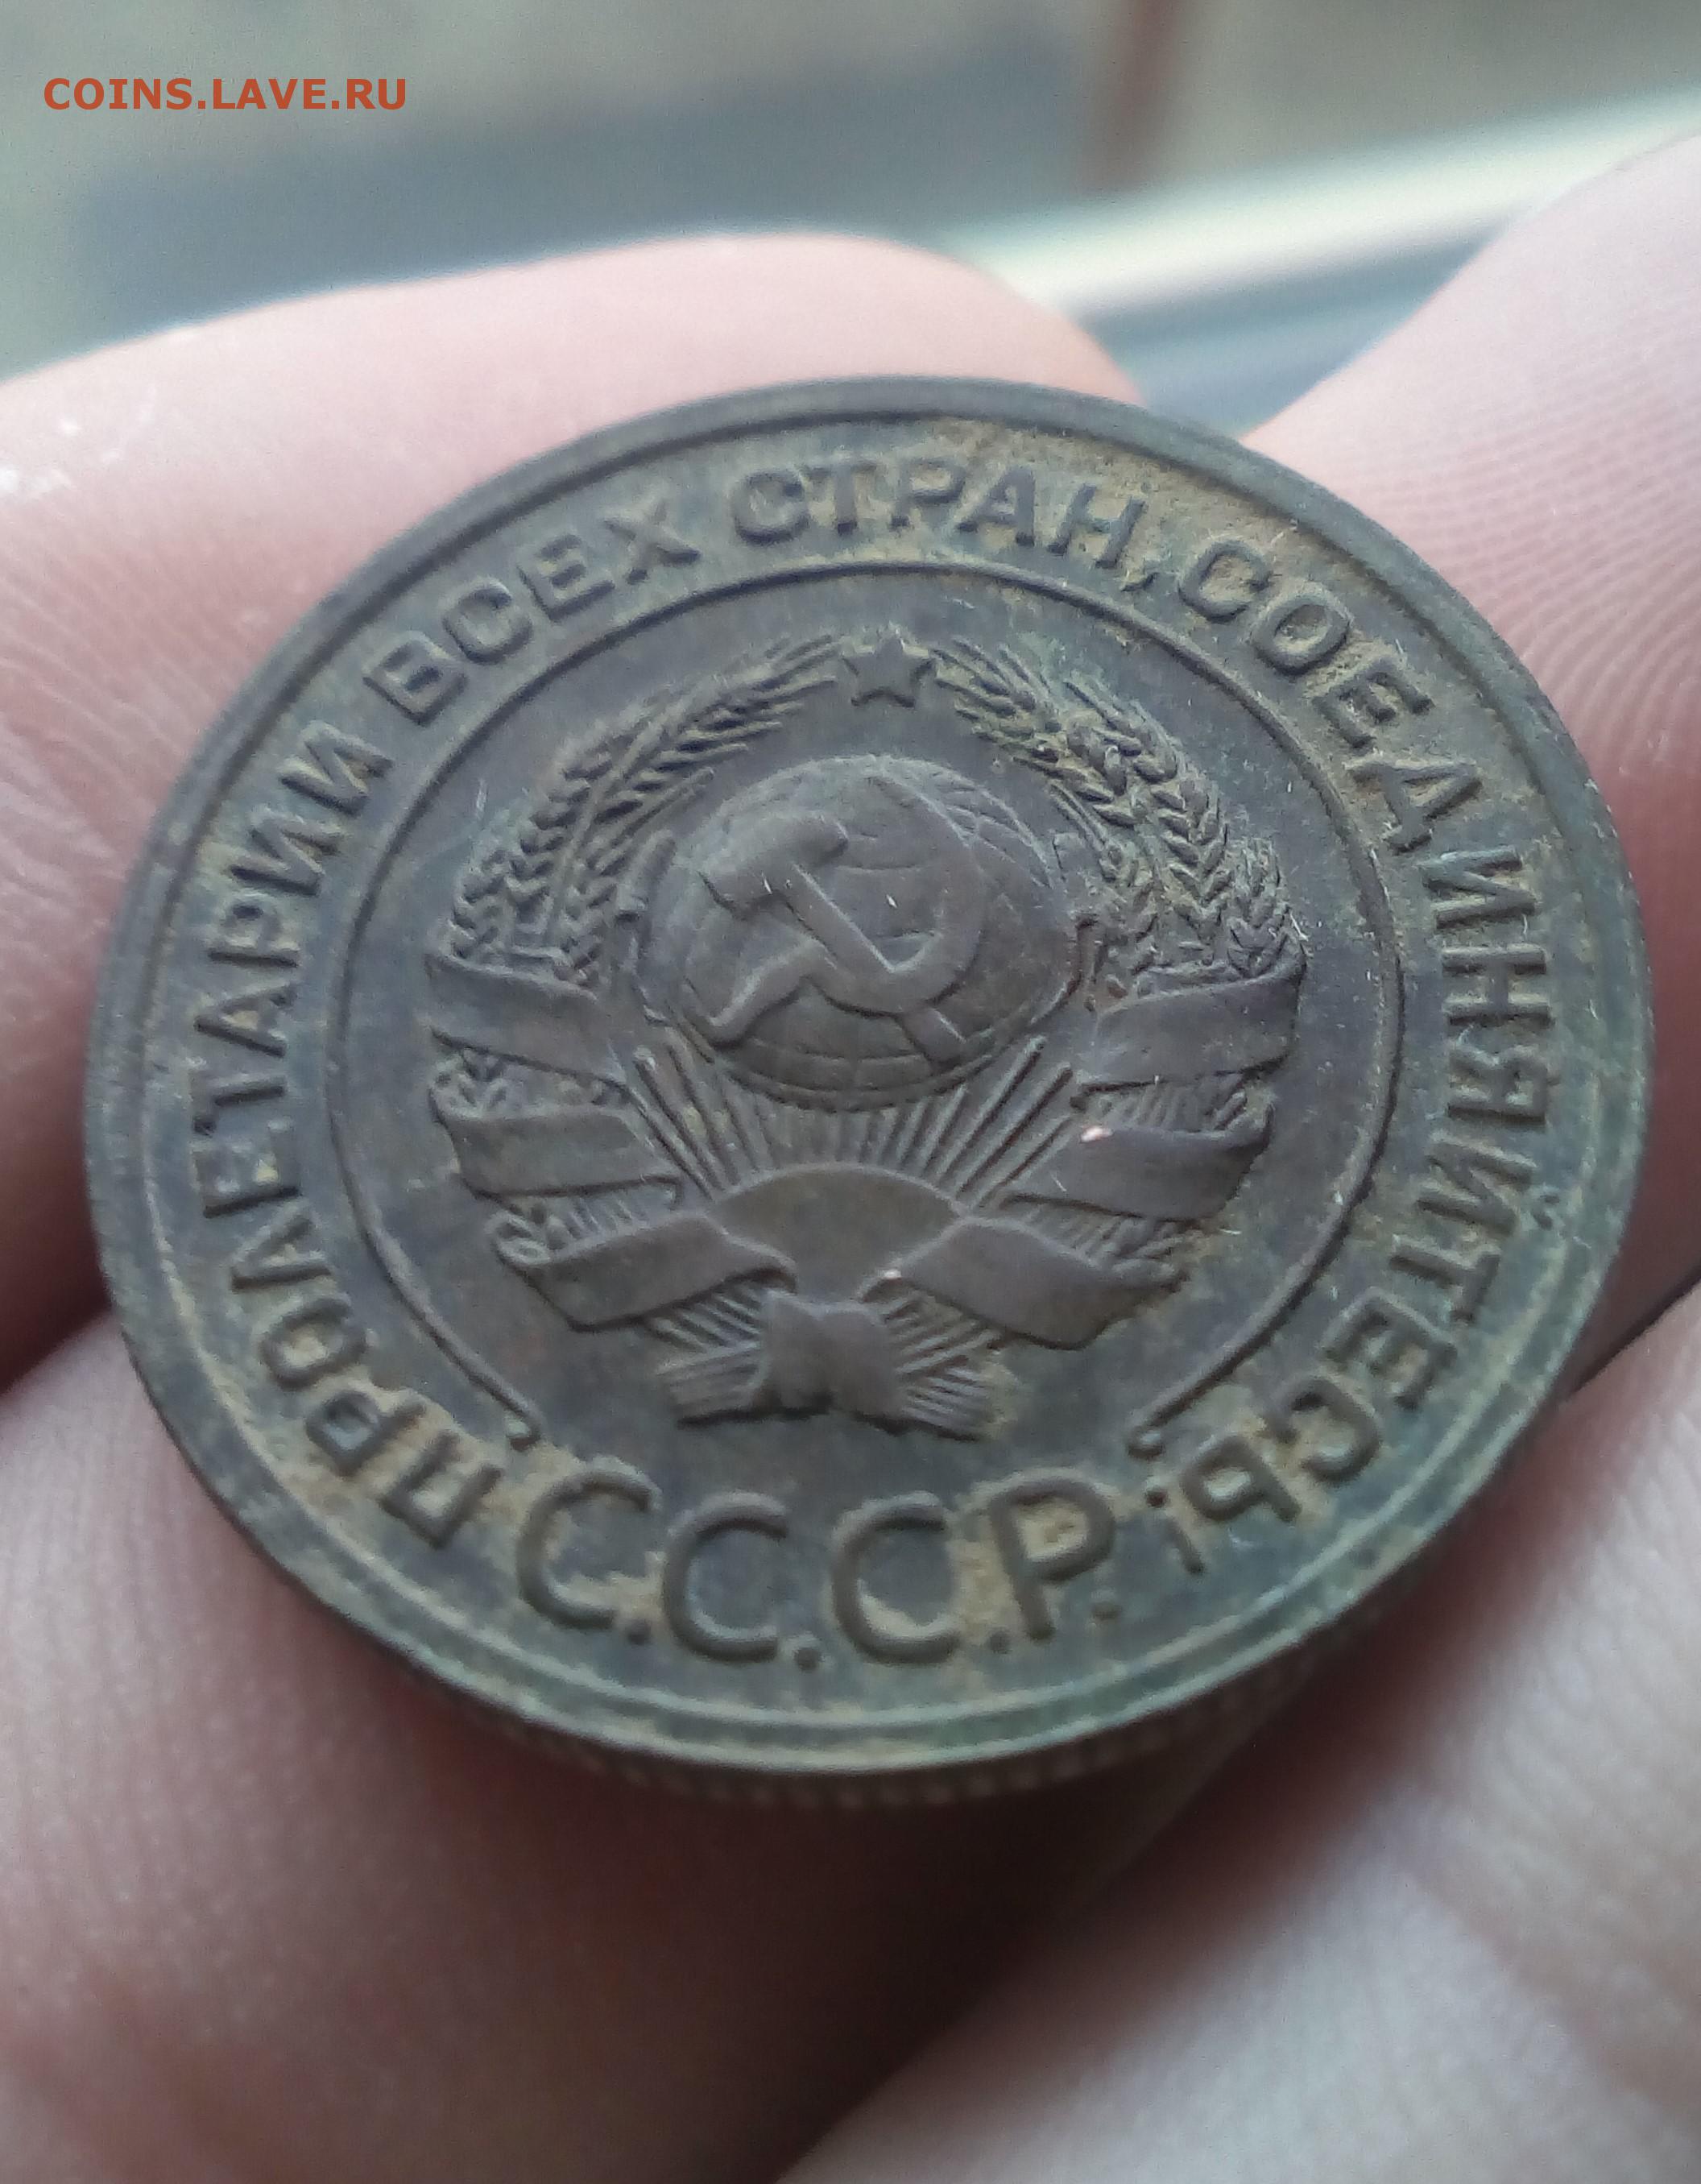 COINS.LAVE.RU
ПРОЛЕТАРИИ ВСЕХ СТРАН, СОЕДИНЯЙТЕСЬ!
С.С.С.Р.